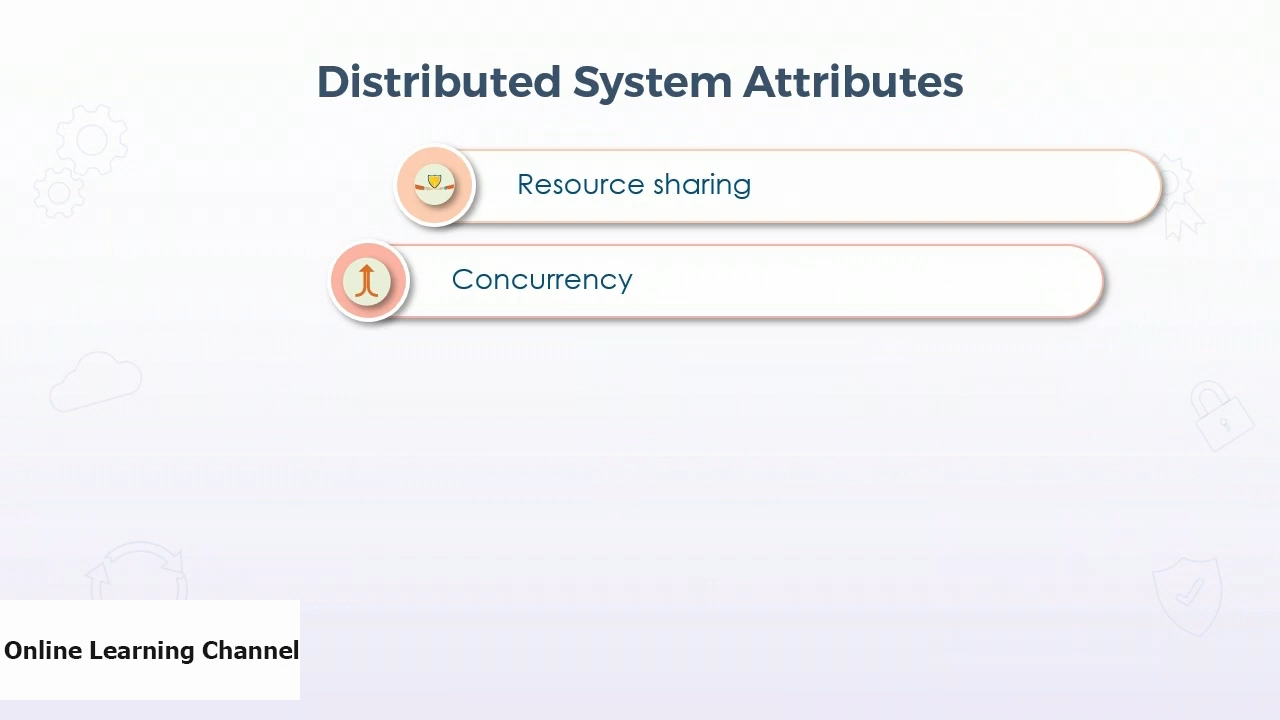 Distributed System Attributes
Resource sharing
Concurrency
Online Learning Channel